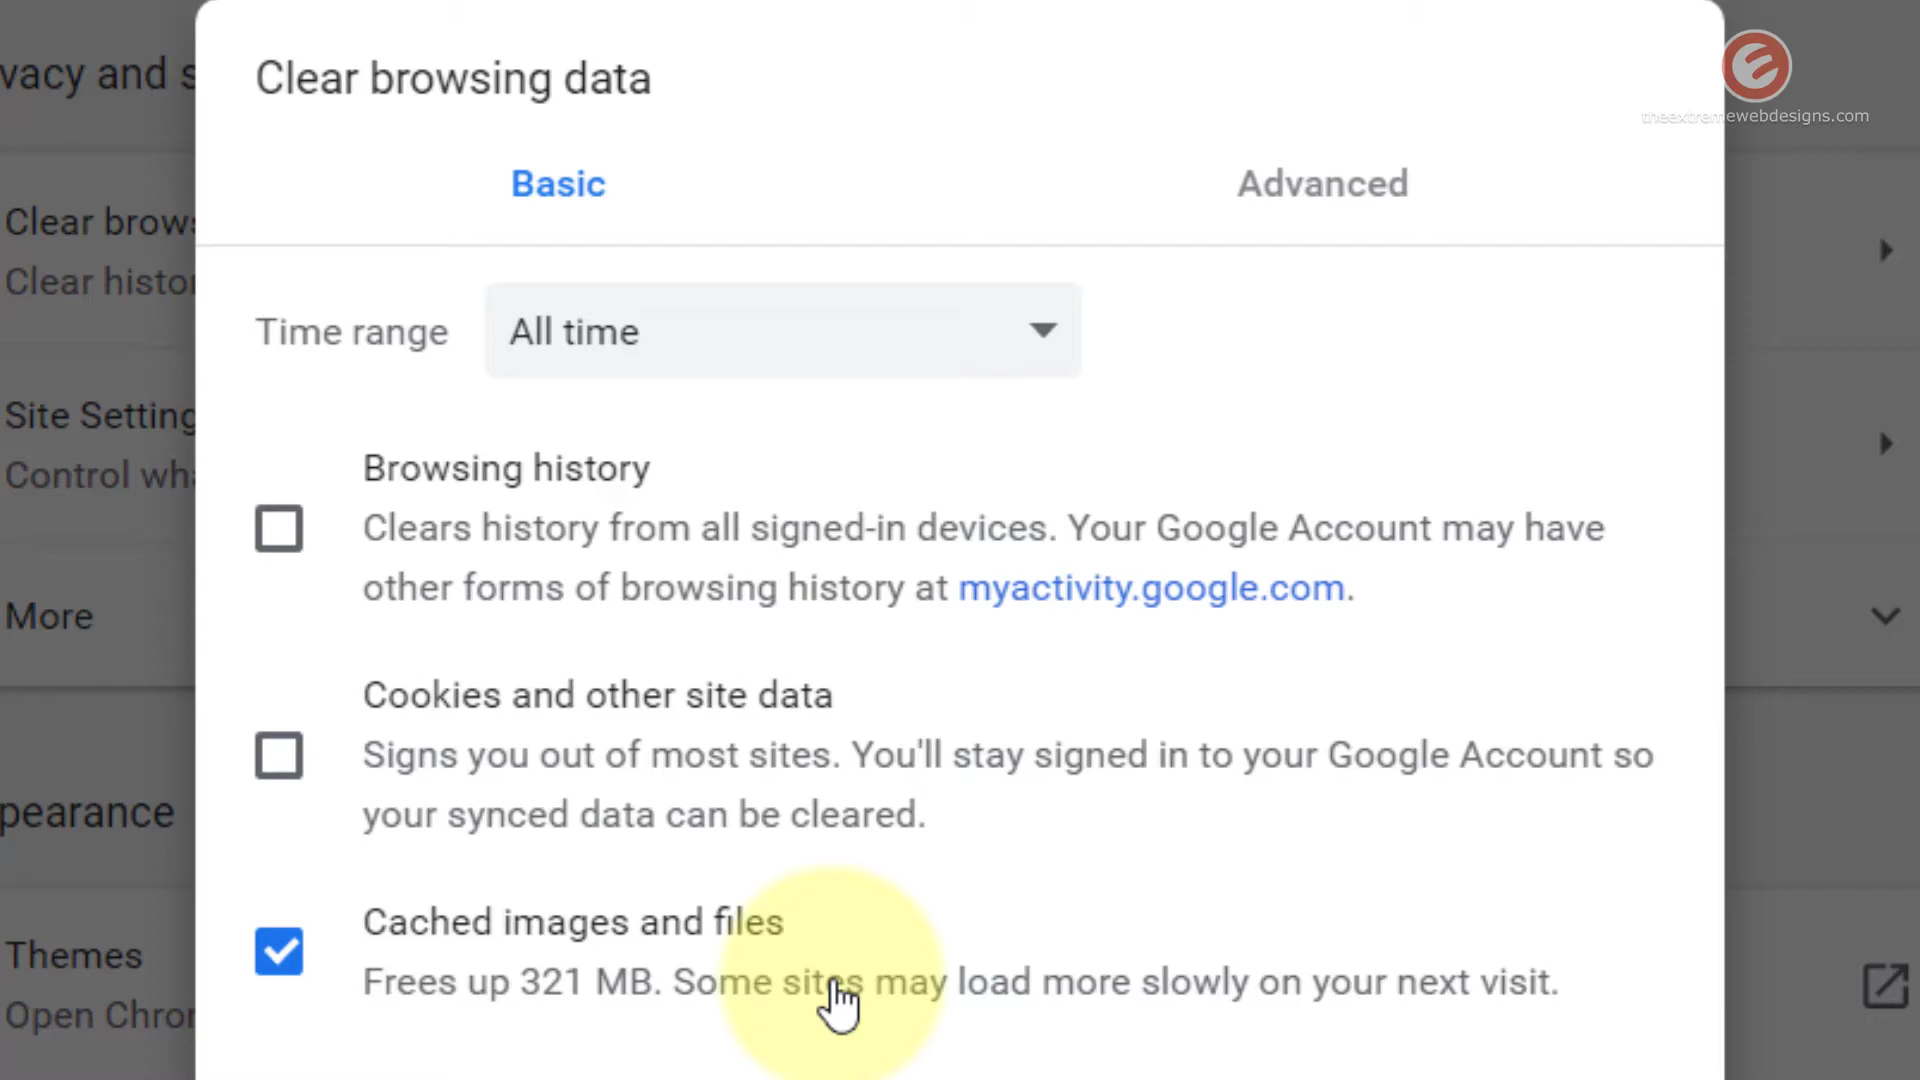 vacy and s
Clear browsing data
theextremewebdesigns.com
Basic
Advanced
Clear brows
Clear histor
Time range
All time
Site Setting
Control wha
Browsing history
Clears history from all signed-in devices. Your Google Account may have
other forms of browsing history at myactivity.google.com.
More
Cookies and other site data
Signs you out of most sites. You'll stay signed in to your Google Account so
your synced data can be cleared.
pearance
Cached images and files
Frees up 321 MB. Some sites may load more slowly on your next visit.
Themes
Open Chror